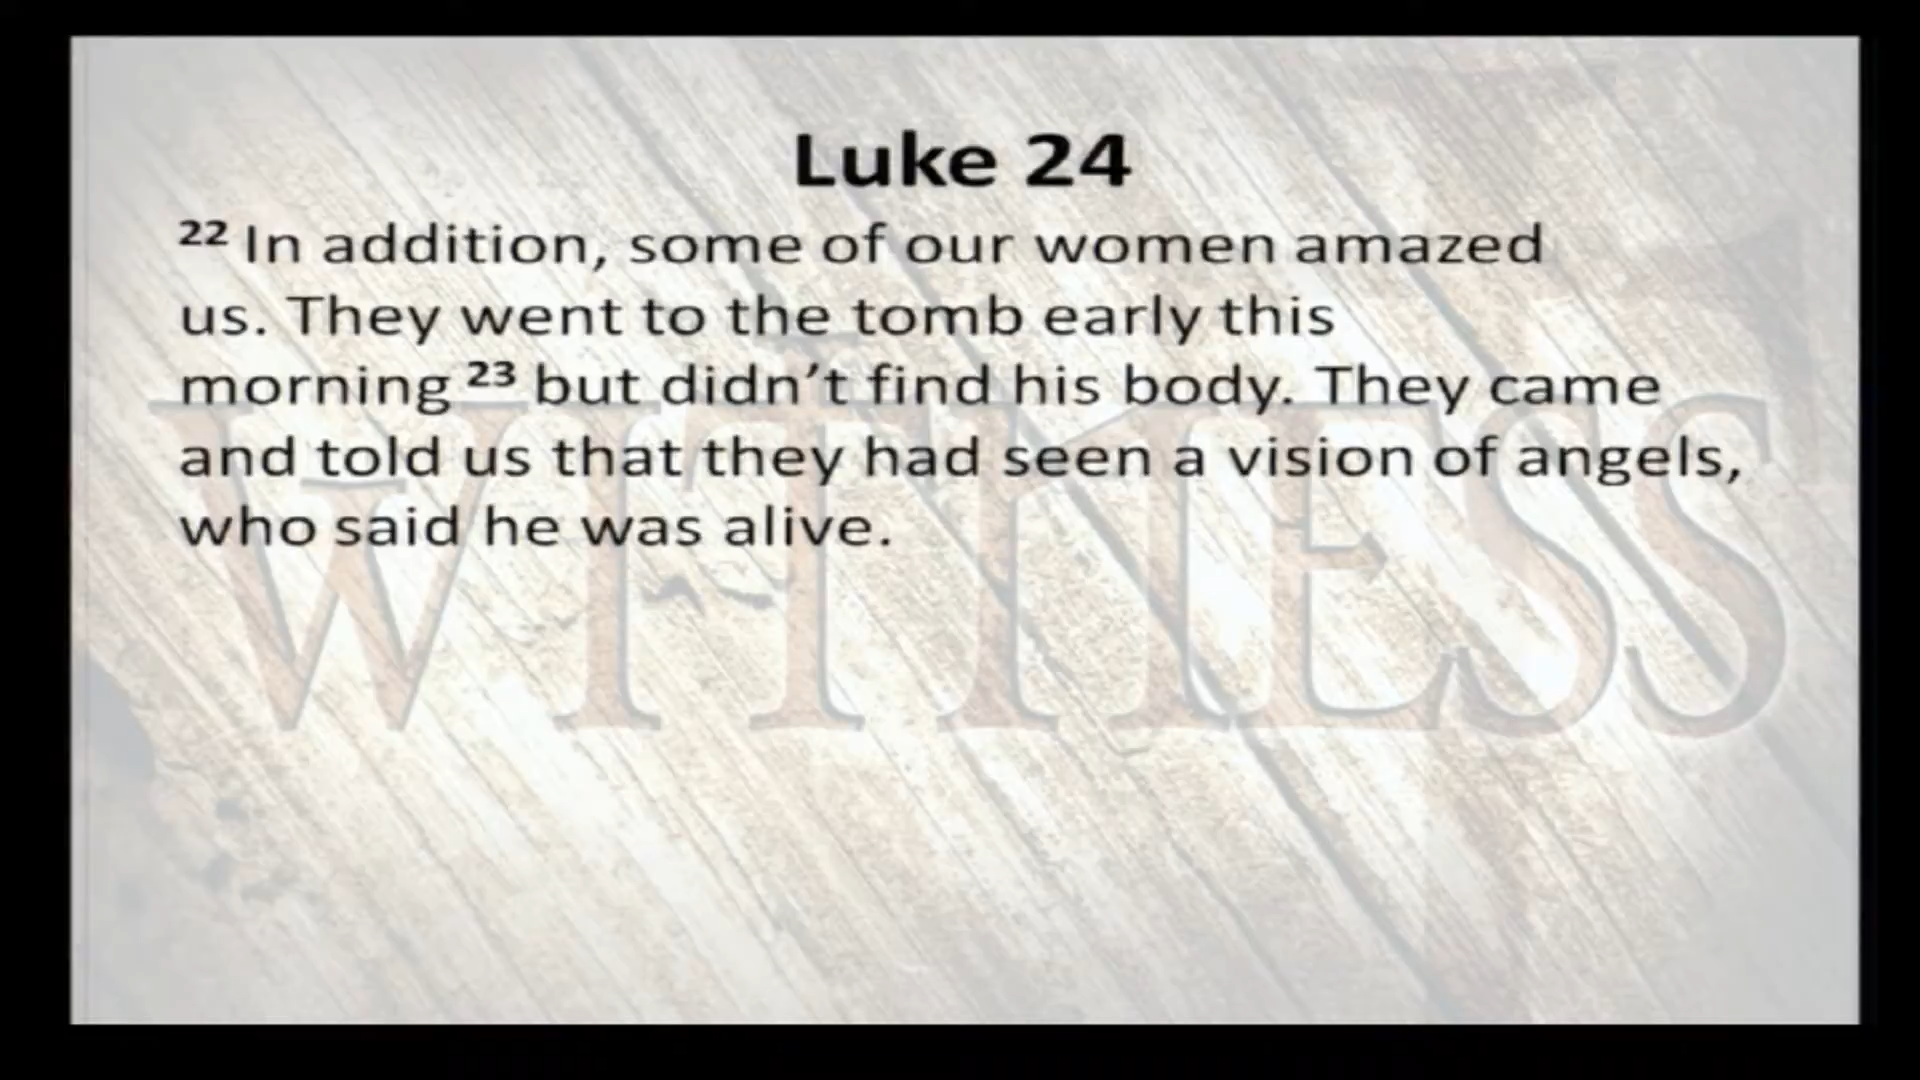 Luke 24
22 In addition, some of our women amazed
us. They went to the tomb early this
morning 23 but didn’t find his body. They came
and told us that they had seen a vision of angels,
who said he was alive.
WITNESS